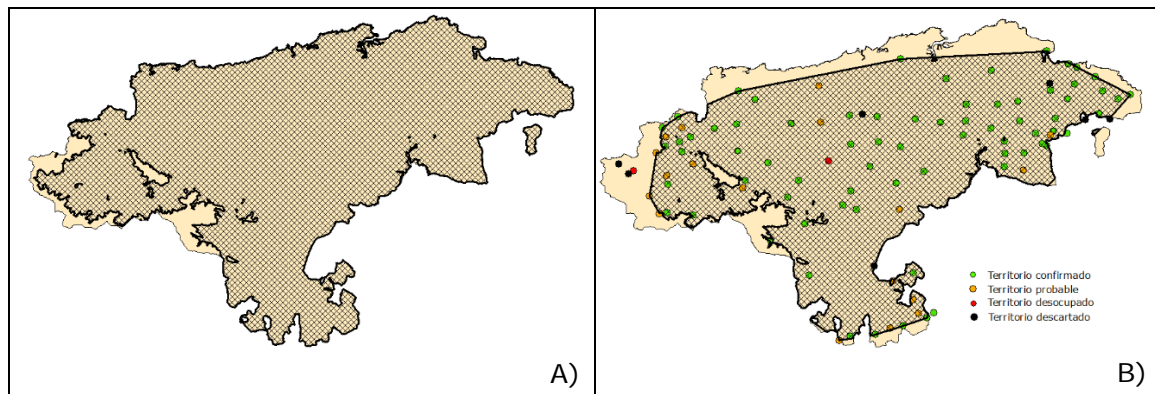 Territorio confirmado
Territorio probable
Territorio desocupado
Territorio descartado
A)
B)